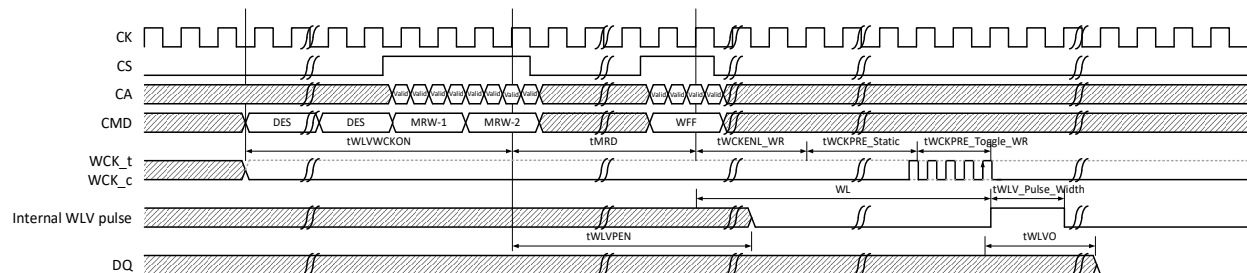 CK
CS
CA Valid Valid Valid Valid Valid Valid Valid Valid Valid Valid Valid Valid
CMD DES DES MRW-1 MRW-2 WFF
tWLVWCKON tMRD tWCKENL_WR tWCKPRE_Static tWCKPRE_Toggle_WR
WCK_t
WCK_c
WL tWLV_Pulse_Width
Internal WLV pulse
tWLVPEN tWLVO
DQ